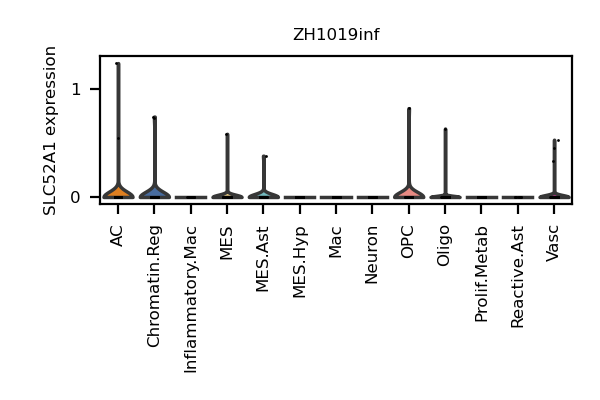 ZH1019inf
SLC52A1 expression
1
0
AC
Chromatin.Reg
Inflammatory.Mac
MES
MES.Ast
MES.Hyp
Mac
Neuron
OPC
Oligo
Prolif.Metab
Reactive.Ast
Vasc